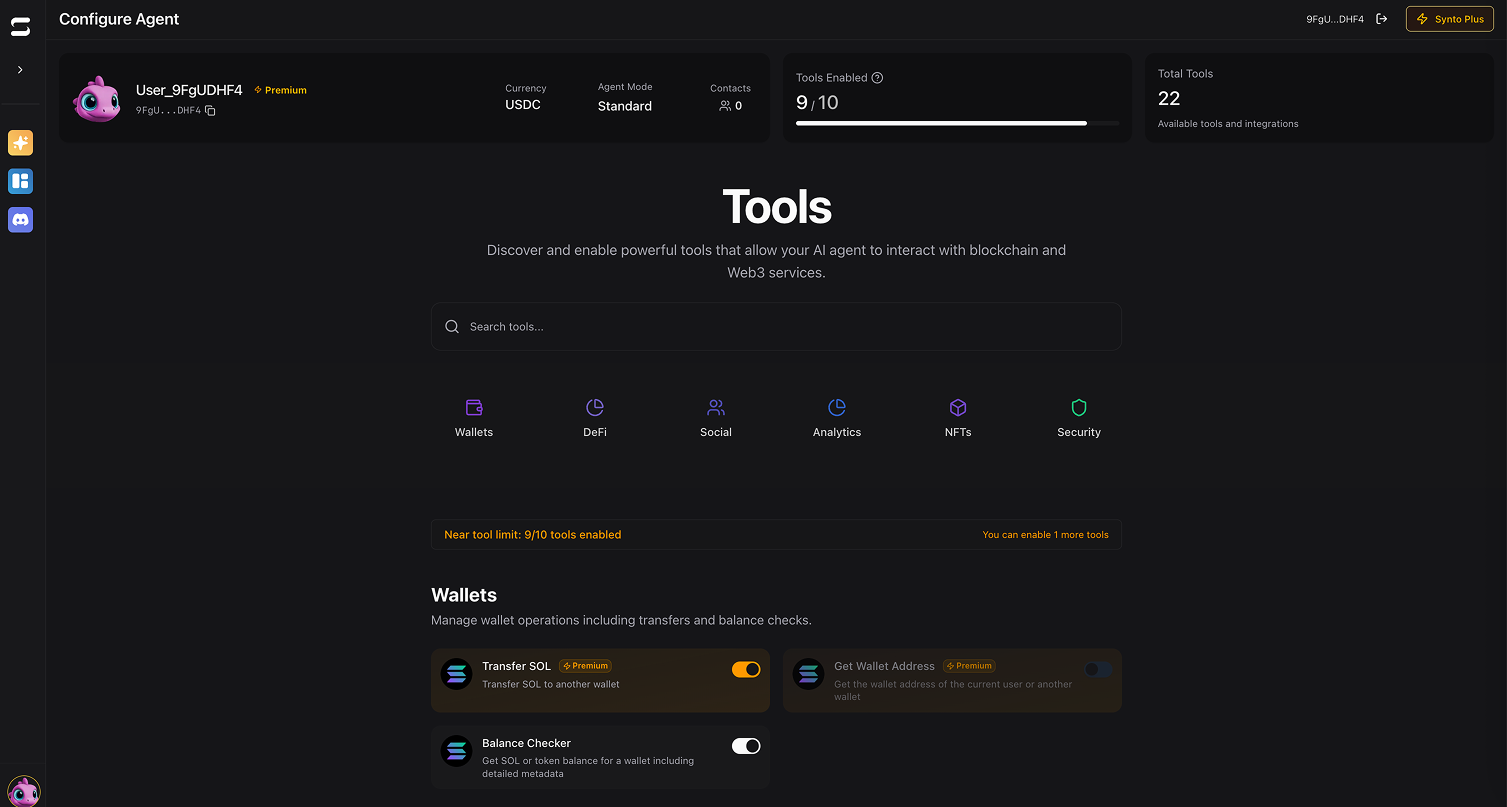 Configure Agent
9FgU...DHF4
Synto Plus
User_9FgUDHF4
Premium
9FgU...DHF4
Currency
USDC
Agent Mode
Standard
Contacts
0
Tools Enabled
9 / 10
Total Tools
22
Available tools and integrations
Tools
Discover and enable powerful tools that allow your AI agent to interact with blockchain and
Web3 services.
Search tools...
Wallets
DeFi
Social
Analytics
NFTs
Security
Near tool limit: 9/10 tools enabled
You can enable 1 more tools
Wallets
Manage wallet operations including transfers and balance checks.
Transfer SOL
Premium
Transfer SOL to another wallet
Get Wallet Address
Premium
Get the wallet address of the current user or another
wallet
Balance Checker
Get SOL or token balance for a wallet including
detailed metadata